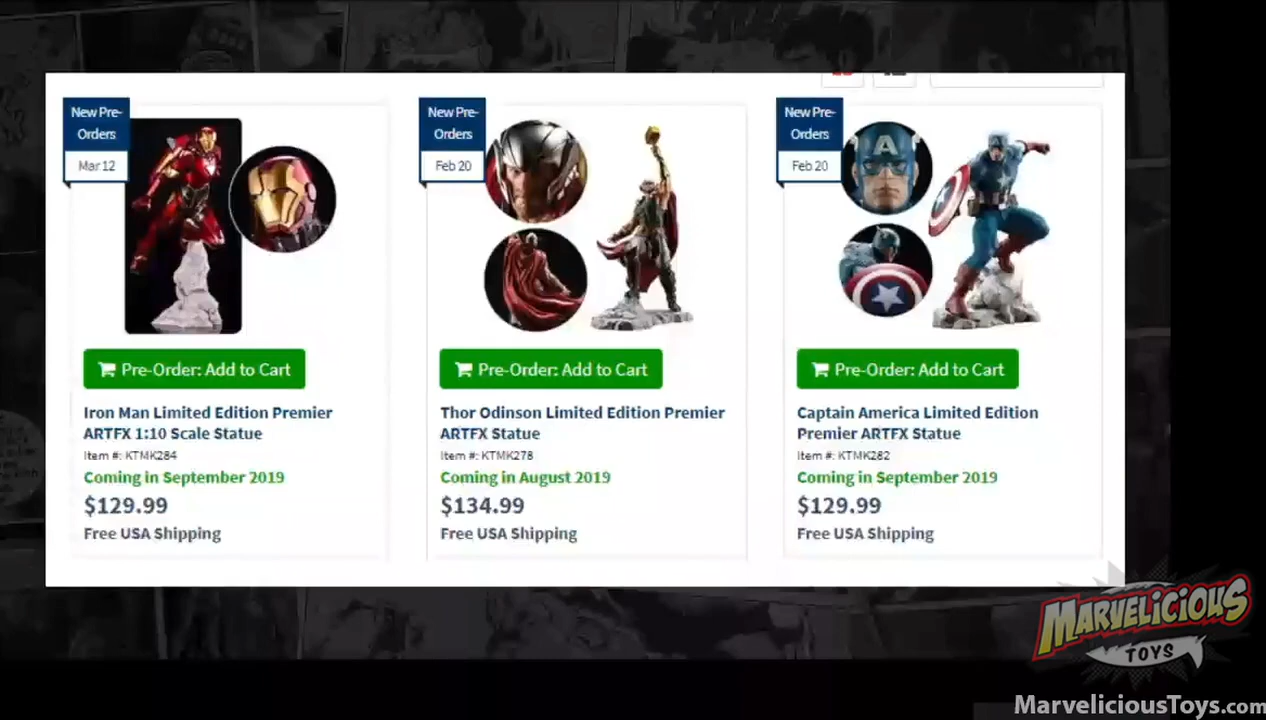 New Pre-
Orders
Mar 12
New Pre-
Orders
Feb 20
New Pre-
Orders
Feb 20
A
Pre-Order: Add to Cart
Pre-Order: Add to Cart
Pre-Order: Add to Cart
Iron Man Limited Edition Premier
ARTFX 1:10 Scale Statue
Item #: KTMK284
Coming in September 2019
$129.99
Free USA Shipping
Thor Odinson Limited Edition Premier
ARTFX Statue
Item #: KTMK278
Coming in August 2019
$134.99
Free USA Shipping
Captain America Limited Edition
Premier ARTFX Statue
Item #: KTMK282
Coming in September 2019
$129.99
Free USA Shipping
MARVELICIOUS
TOYS
MarveliciousToys.com